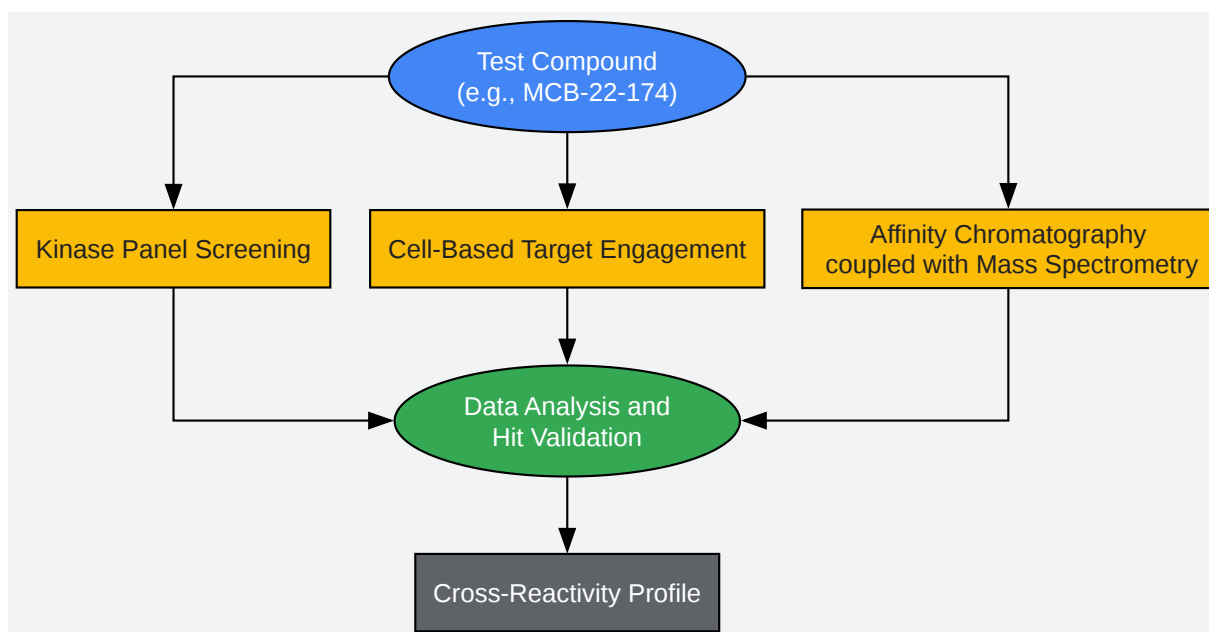 Test Compound
(e.g., MCB-22-174)
Kinase Panel Screening
Cell-Based Target Engagement
Affinity Chromatography
coupled with Mass Spectrometry
Data Analysis and
Hit Validation
Cross-Reactivity Profile